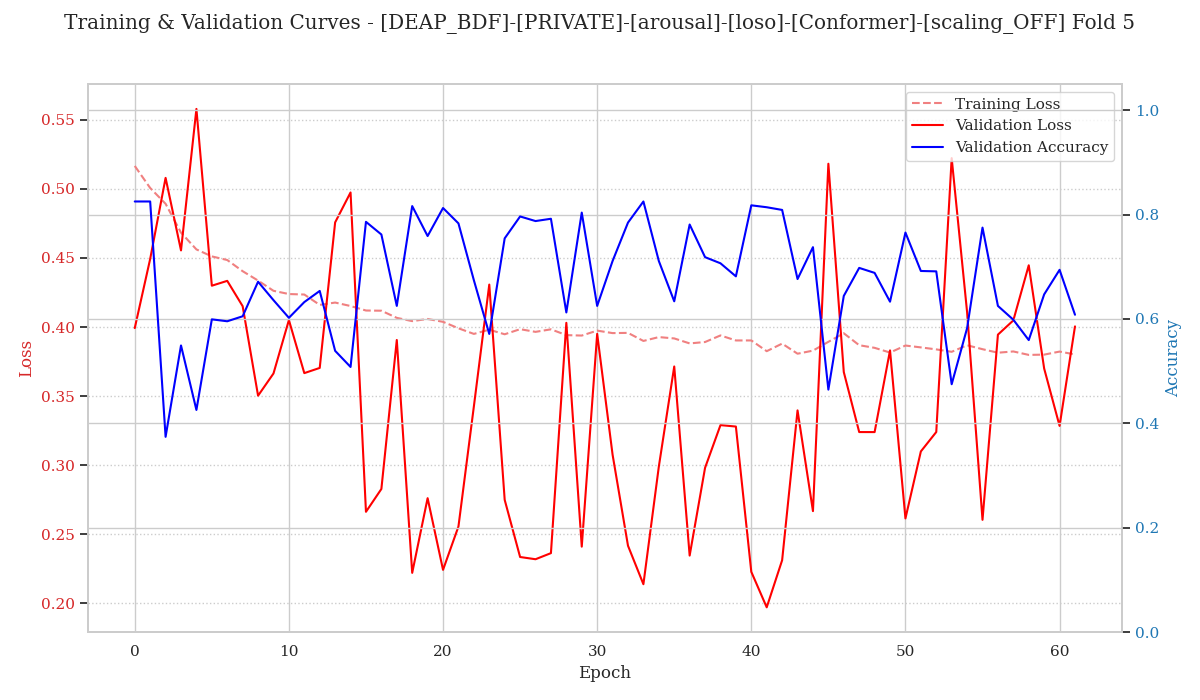 Training & Validation Curves - [DEAP_BDF]-[PRIVATE]-[arousal]-[loso]-[Conformer]-[scaling_OFF] Fold 5
Training Loss
Validation Loss
Validation Accuracy
0.55
0.50
0.45
0.40
0.35
0.30
0.25
0.20
Loss
1.0
0.8
0.6
0.4
0.2
0.0
Accuracy
0 10 20 30 40 50 60
Epoch